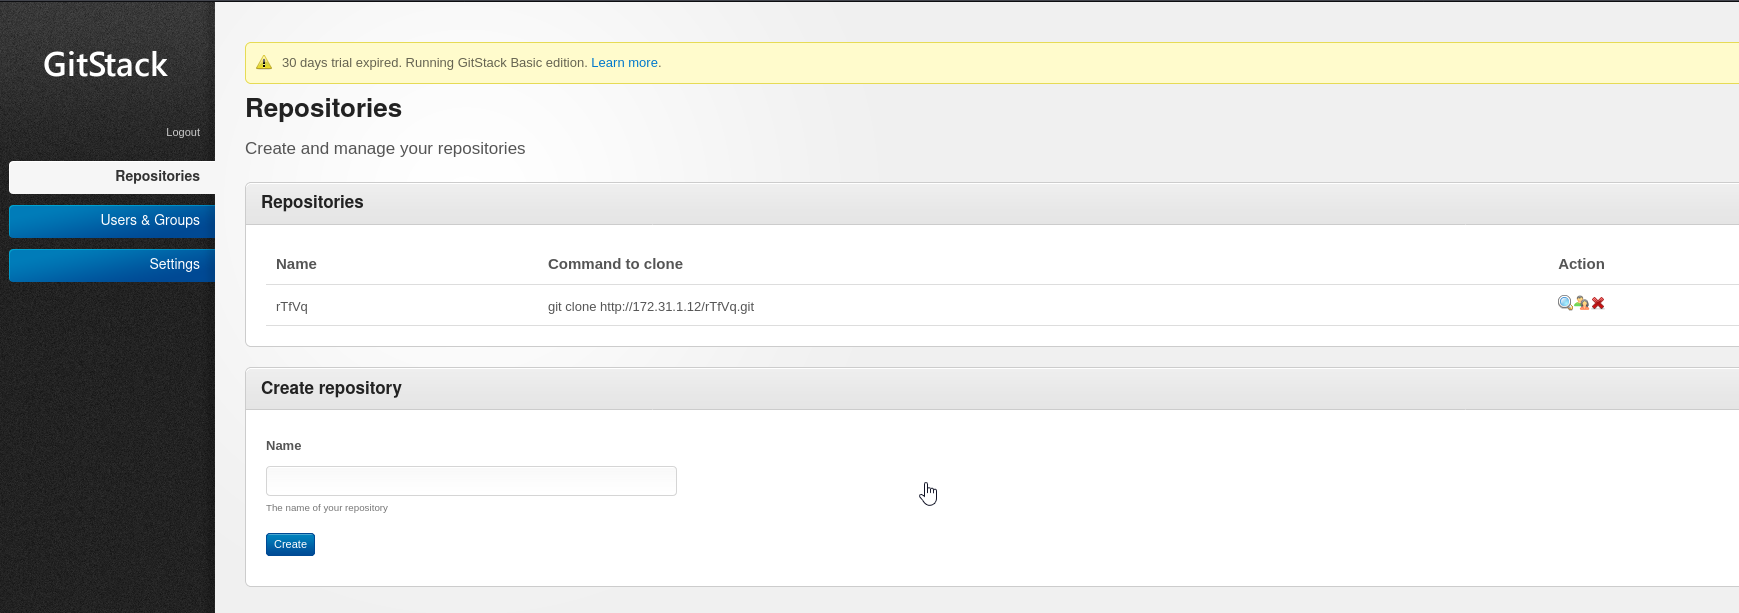 GitStack
Logout
Repositories
Users & Groups
Settings
30 days trial expired. Running GitStack Basic edition. Learn more.
Repositories
Create and manage your repositories
Repositories
Name Command to clone Action
rTfVq git clone http://172.31.1.12/rTfVq.git
Create repository
Name
The name of your repository
Create